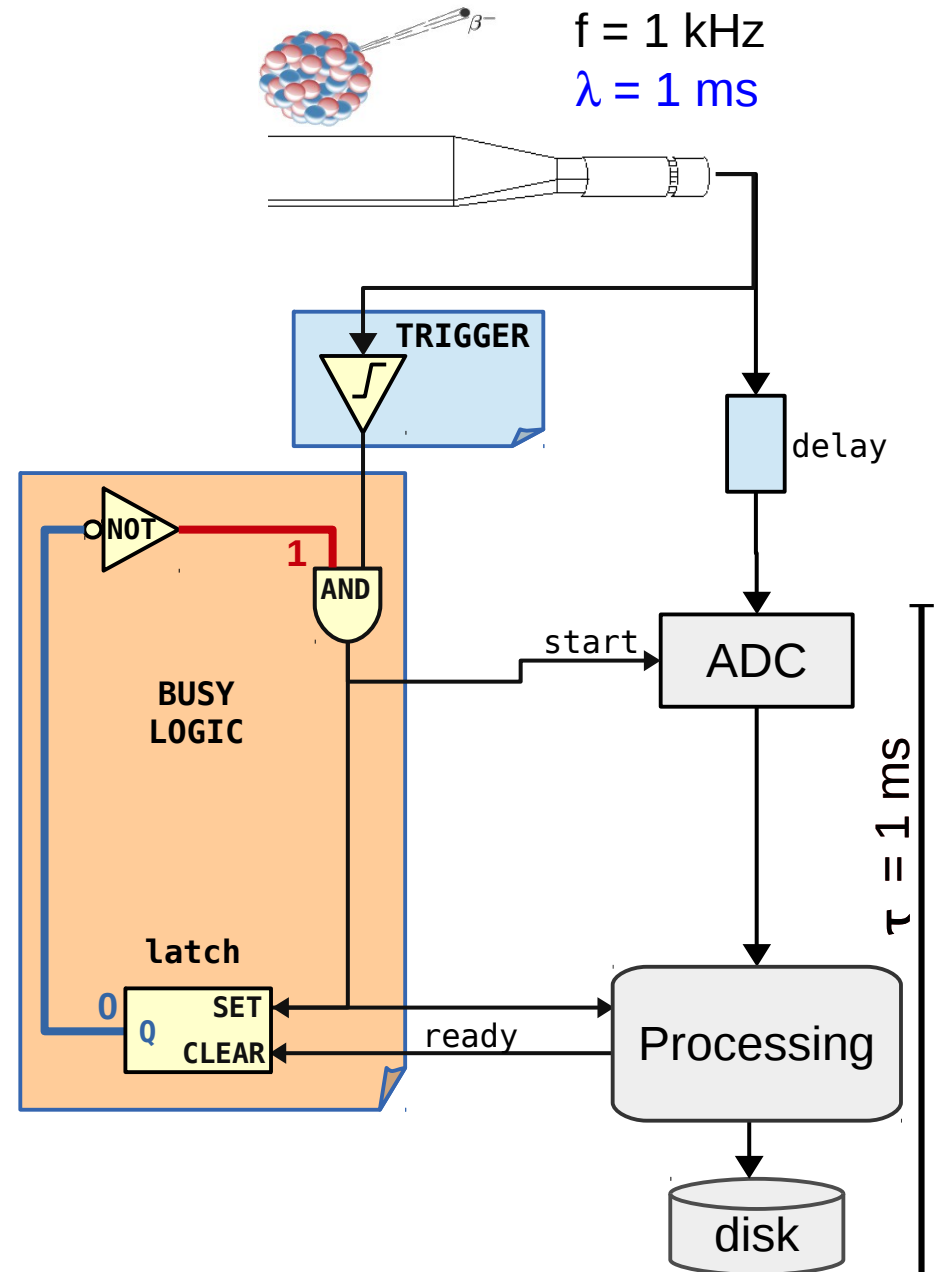 β⁻
f = 1 kHz
λ = 1 ms
TRIGGER
delay
NOT
1
AND
start
ADC
BUSY
LOGIC
τ = 1 ms
latch
0
Q
SET
CLEAR
ready
Processing
disk